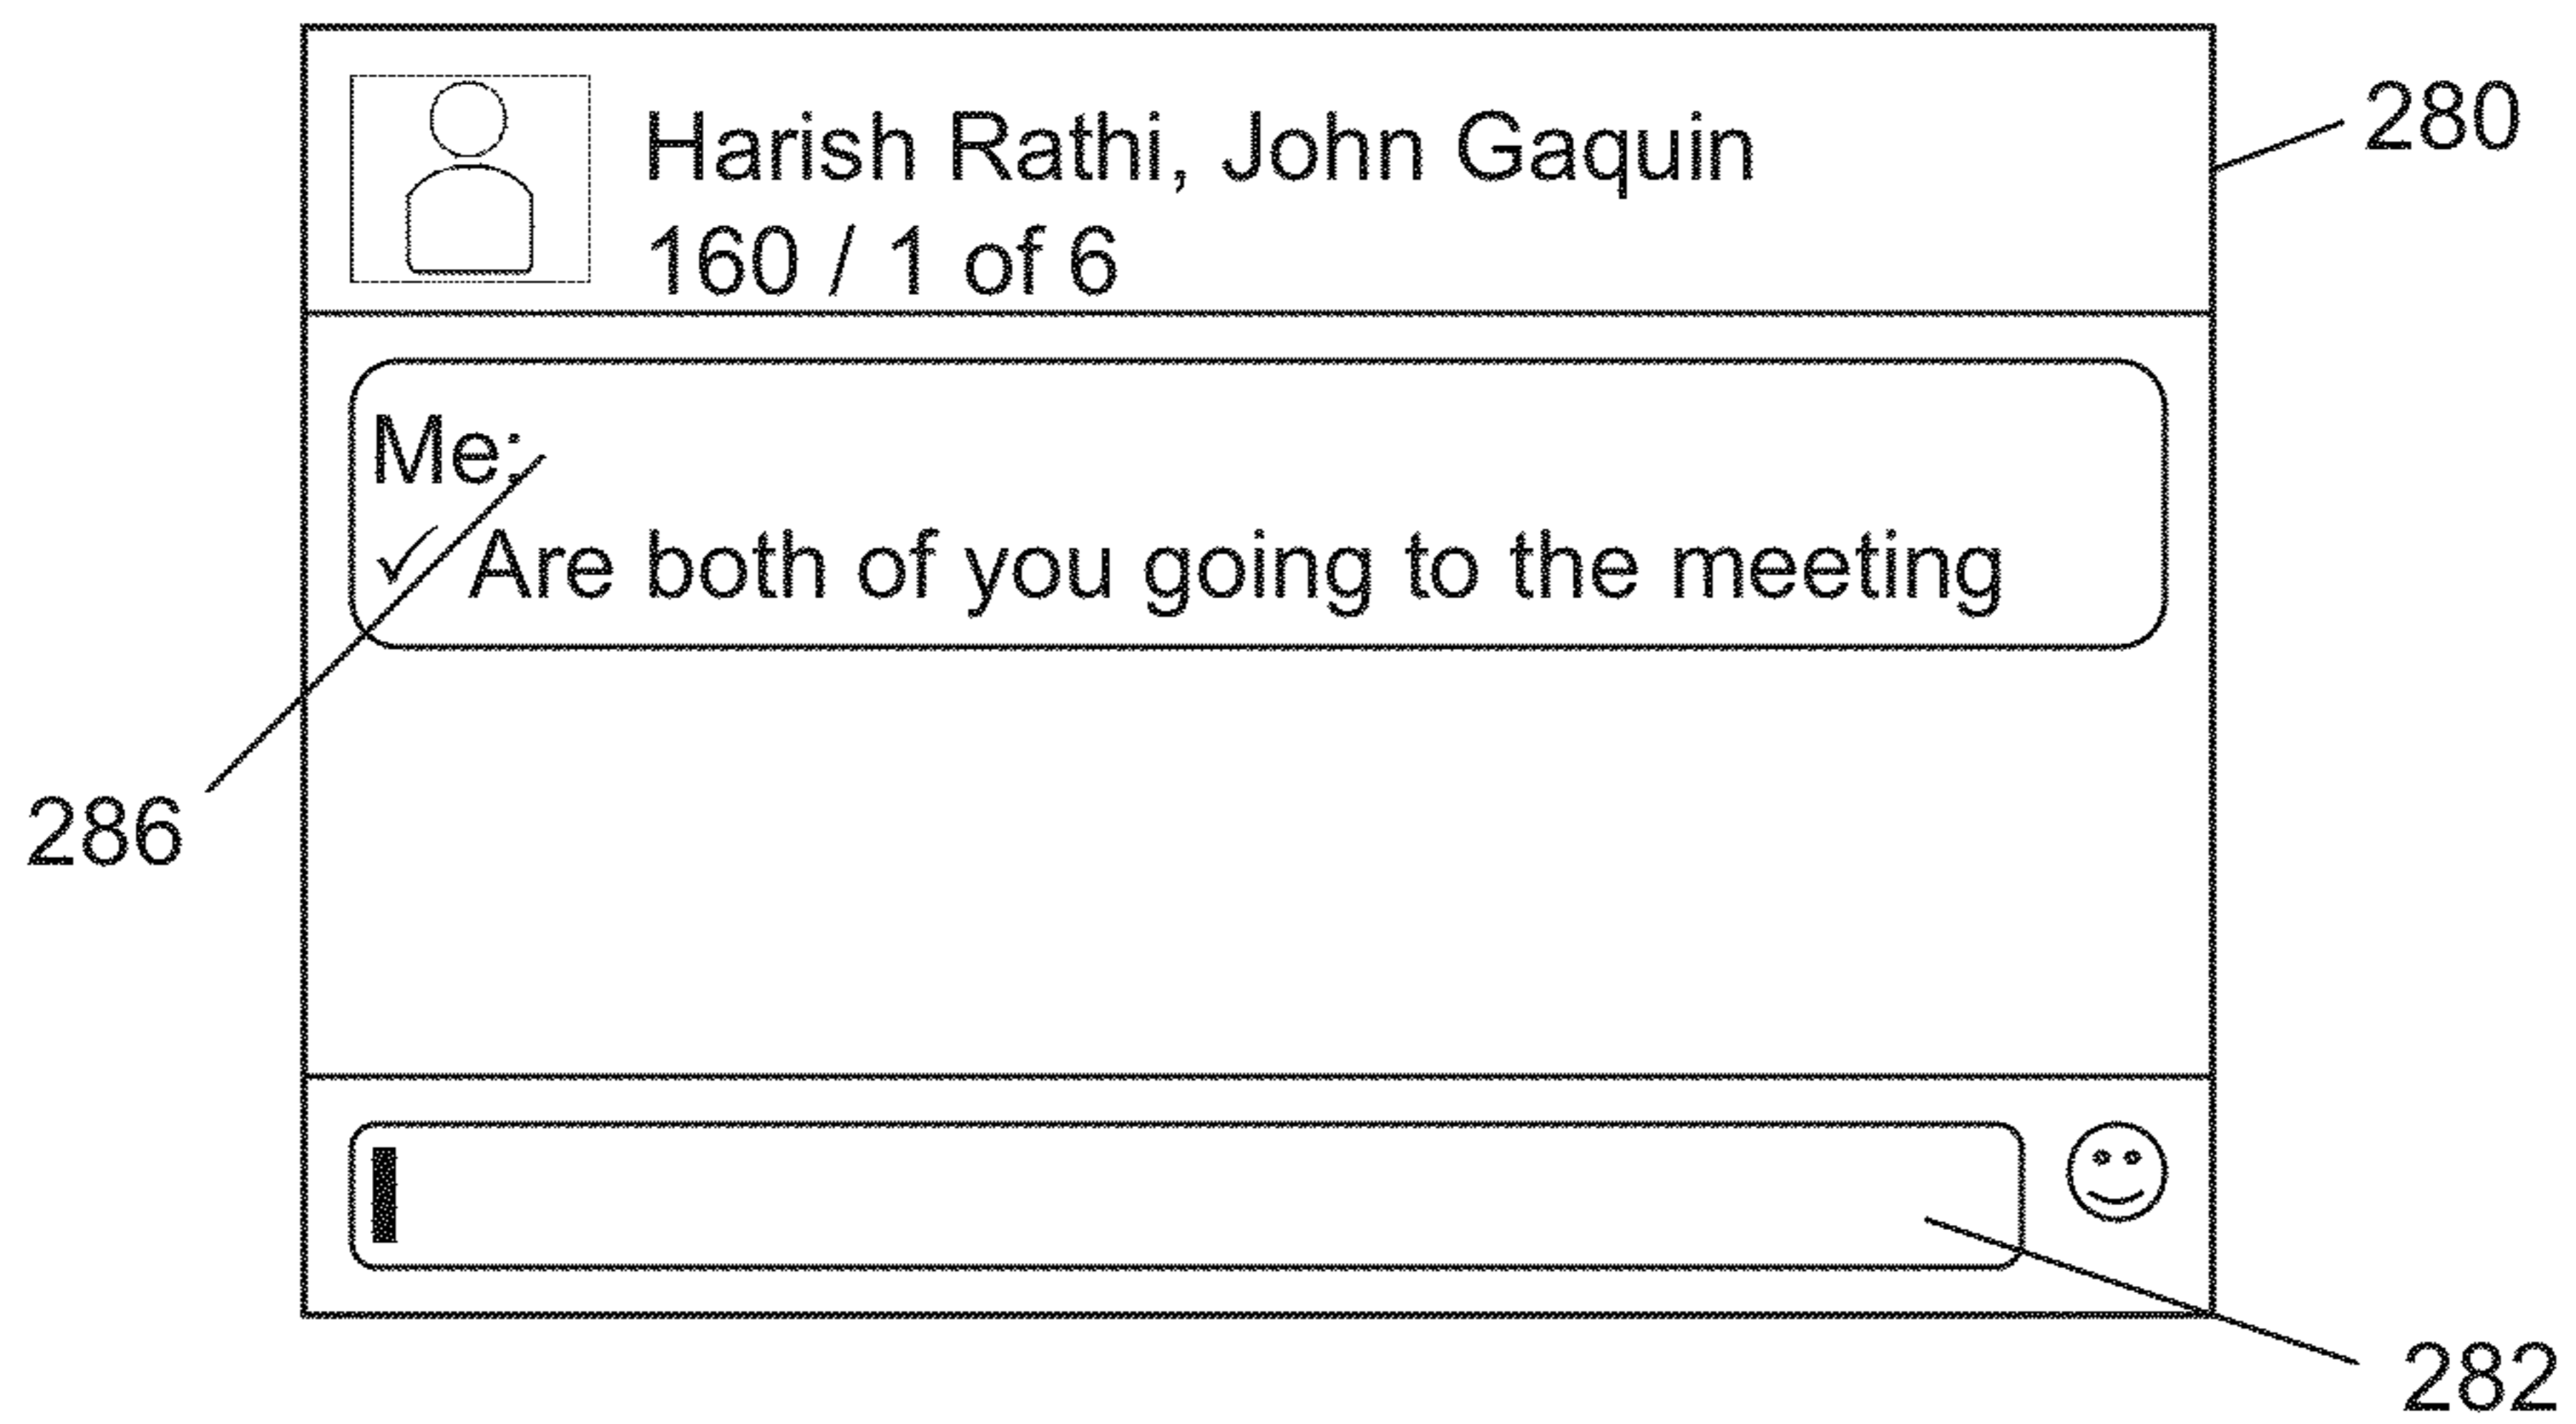 Harish Rathi, John Gaquin
280
160 / 1 of 6
Me:
✓ Are both of you going to the meeting
286
282